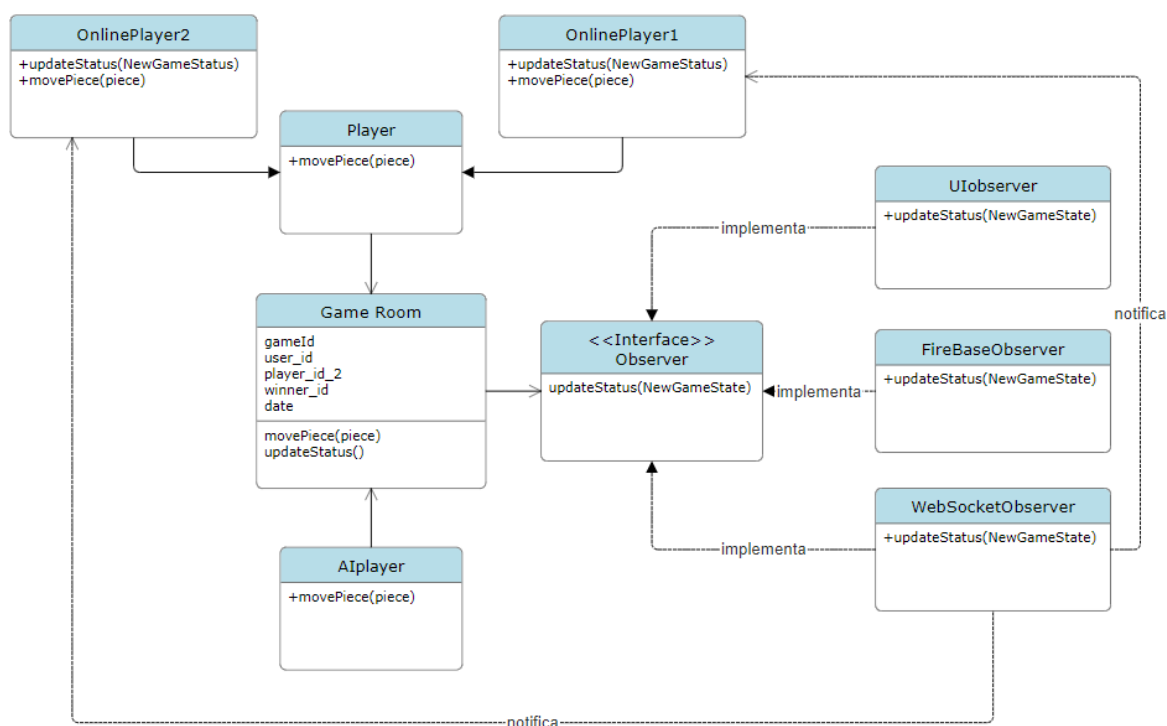 OnlinePlayer2
+updateStatus(NewGameStatus)
+movePiece(piece)
OnlinePlayer1
+updateStatus(NewGameStatus)
+movePiece(piece)
Player
+movePiece(piece)
UIobserver
+updateStatus(NewGameState)
implementa
Game Room
gameId
user_id
player_id_2
winner_id
date
movePiece(piece)
updateStatus()
<<Interface>>
Observer
updateStatus(NewGameState)
notifica
FireBaseObserver
+updateStatus(NewGameState)
implementa
WebSocketObserver
+updateStatus(NewGameState)
implementa
AIplayer
+movePiece(piece)
notifica